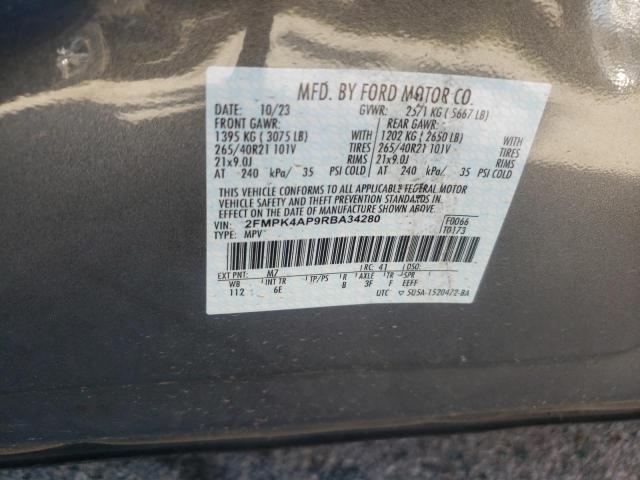 MFD. BY FORD MOTOR CO.
DATE: 10/23 GVWR: 2571 KG ( 5667 LB)
FRONT GAWR: REAR GAWR:
1395 KG ( 3075 LB) WITH 1202 KG ( 2650 LB) WITH
265/40R21 101V TIRES 265/40R21 101V TIRES
21x9.0J RIMS 21x9.0J RIMS
AT 240 kPa/ 35 PSI COLD AT 240 kPa/ 35 PSI COLD
THIS VEHICLE CONFORMS TO ALL APPLICABLE FEDERAL MOTOR
VEHICLE SAFETY AND THEFT PREVENTION STANDARDS IN
EFFECT ON THE DATE OF MANUFACTURE SHOWN ABOVE.
VIN: 2FMPK4AP9RBA34280 F0066
TYPE: MPV T0173
EXT PNT: M7 RC: 41 DSO:
WB INT TR TP/PS R AXLE TR SPR
112 6E B 3F F EEFF
UTC ▽ 5U5A-1520472-BA